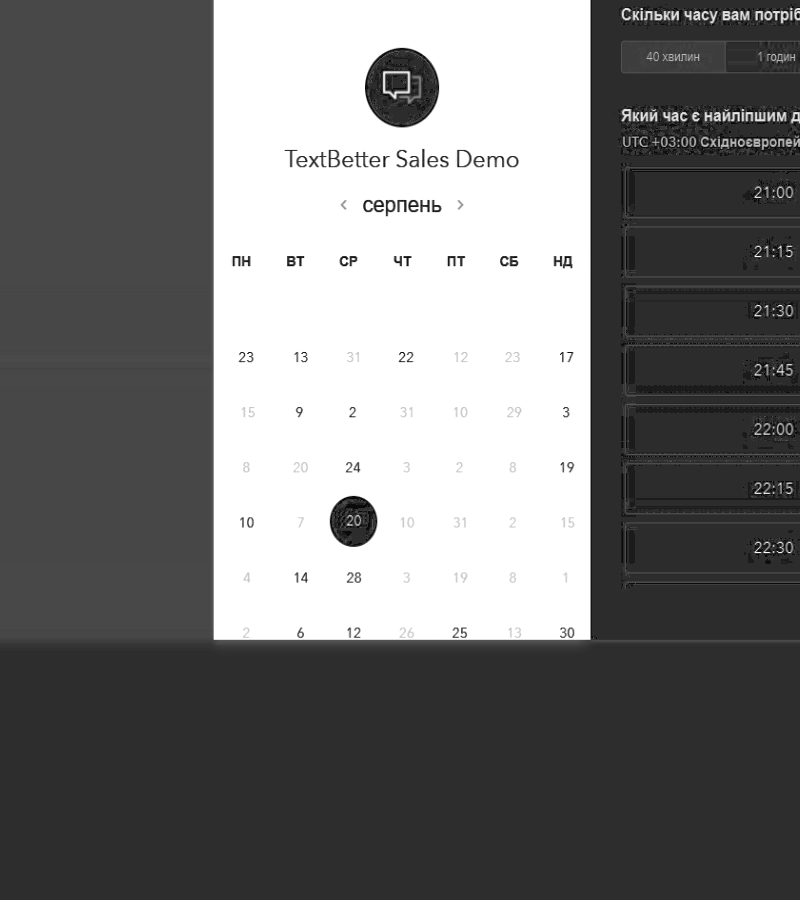 TextBetter Sales Demo
серпень
ПН ВТ СР ЧТ ПТ СБ НД
23 13 31 22 12 23 17
15 9 2 31 10 29 3
8 20 24 3 2 8 19
10 7 20 10 31 2 15
4 14 28 3 19 8 1
2 6 12 26 25 13 30
Скільки часу вам потріб
40 хвилин 1 годин
Який час є найліпшим д
UTC +03:00 Східноєвропей
21:00
21:15
21:30
21:45
22:00
22:15
22:30